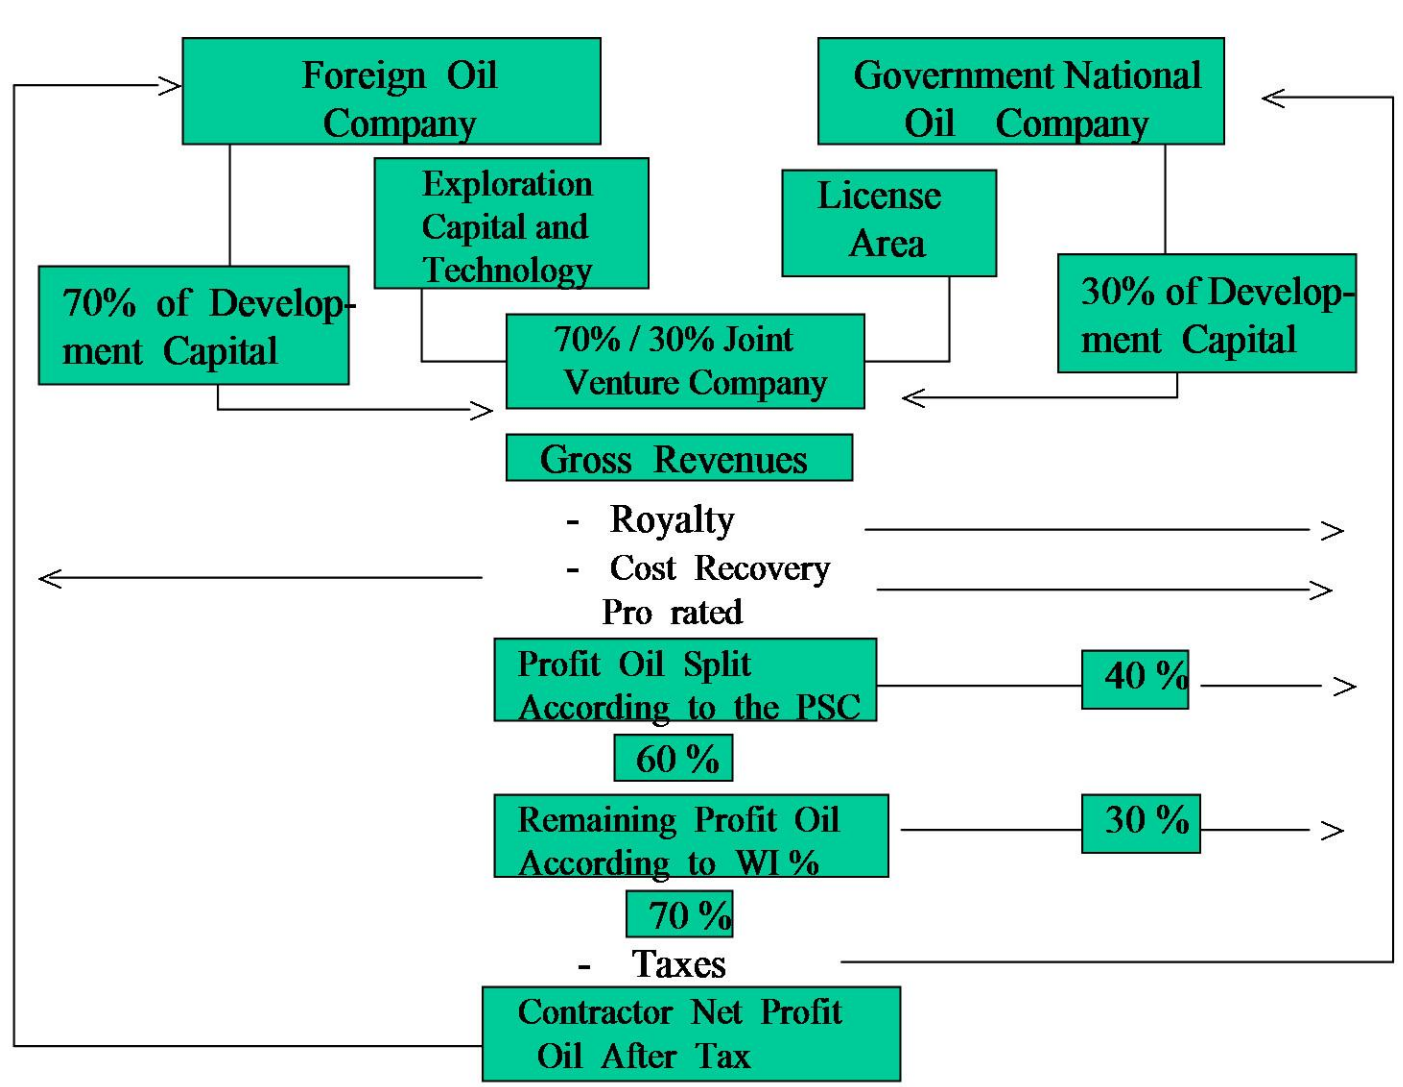 Foreign Oil
Company
Government National
Oil Company
Exploration
Capital and
Technology
License
Area
70% of Develop-
ment Capital
30% of Develop-
ment Capital
70% / 30% Joint
Venture Company
Gross Revenues
- Royalty
- Cost Recovery
Pro rated
Profit Oil Split
According to the PSC
40 %
60 %
Remaining Profit Oil
According to WI %
30 %
70 %
- Taxes
Contractor Net Profit
Oil After Tax